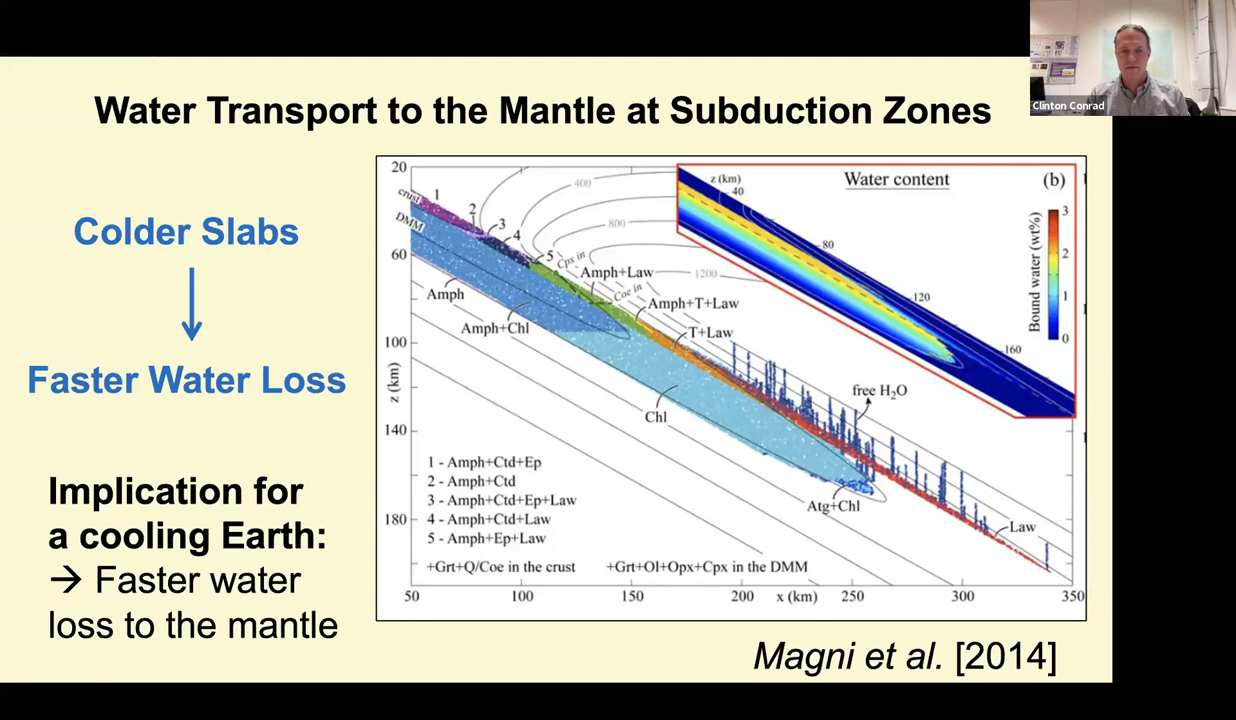 Clinton Conrad
Water Transport to the Mantle at Subduction Zones
Colder Slabs
Faster Water Loss
Implication for
a cooling Earth:
→ Faster water
loss to the mantle
20
60
100
140
180
z (km)
50
100
150
200
x (km)
250
300
350
crust
DMM
1
2
3
4
5
400
800
1200
Cpx in
Coe in
Amph
Amph+Chl
Amph+Law
Amph+T+Law
T+Law
Chl
free H₂O
Atg+Chl
Law
1 - Amph+Ctd+Ep
2 - Amph+Ctd
3 - Amph+Ctd+Ep+Law
4 - Amph+Ctd+Law
5 - Amph+Ep+Law
+Grt+Q/Coe in the crust
+Grt+Ol+Opx+Cpx in the DMM
z (km)
40
80
120
160
Water content
(b)
Bound water (wt%)
3
2
1
0
Magni et al. [2014]